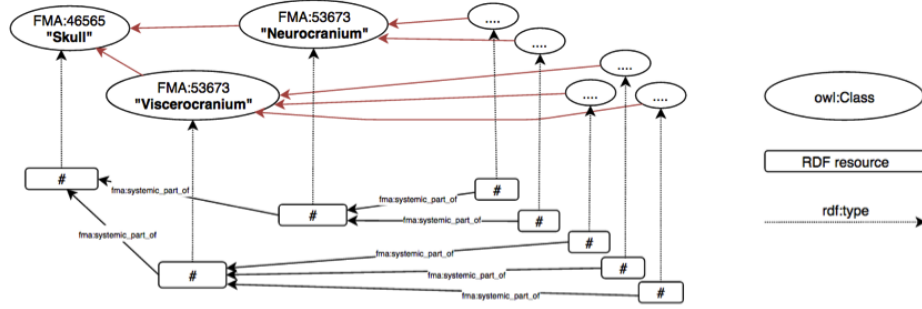 FMA:46565
"Skull"
FMA:53673
"Neurocranium"
....
....
FMA:53673
"Viscerocranium"
....
....
....
owl:Class
#
fma:systemic_part_of
#
fma:systemic_part_of
#
fma:systemic_part_of
#
RDF resource
rdf:type
fma:systemic_part_of
#
fma:systemic_part_of
#
fma:systemic_part_of
#
fma:systemic_part_of
#